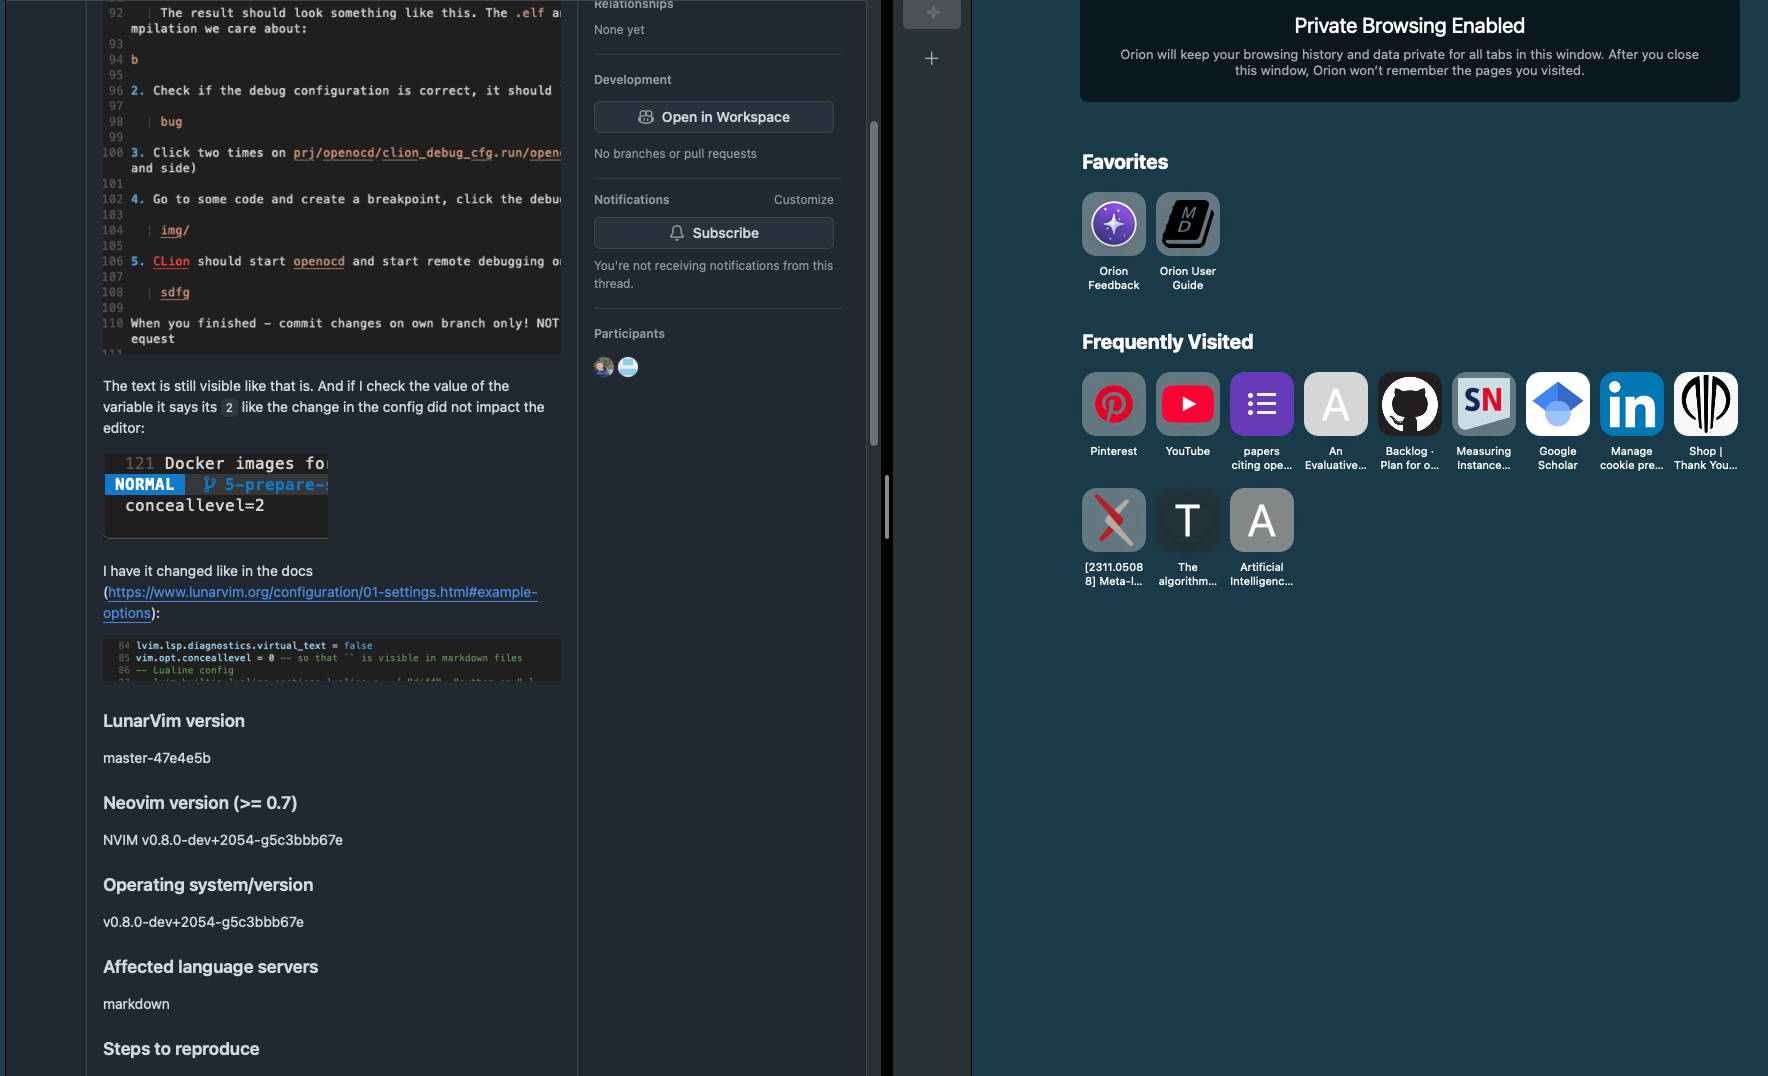 92 The result should look something like this. The .elf a
mpilation we care about:
93
94 b
95
96 2. Check if the debug configuration is correct, it should
97
98 bug
99
100 3. Click two times on prj/openocd/clion_debug_cfg.run/open
and side)
101
102 4. Go to some code and create a breakpoint, click the debu
103
104 img/
105
106 5. CLion should start openocd and start remote debugging o
107
108 sdfg
109
110 When you finished - commit changes on own branch only! NOT
equest
111
The text is still visible like that is. And if I check the value of the
variable it says its 2 like the change in the config did not impact the
editor:
121 Docker images for
NORMAL 5-prepare-s
conceallevel=2
I have it changed like in the docs
(https://www.lunarvim.org/configuration/01-settings.html#example-
options):
84 lvim.lsp.diagnostics.virtual_text = false
85 vim.opt.conceallevel = 0 -- so that `` is visible in markdown files
86 -- Lualine config
LunarVim version
master-47e4e5b
Neovim version (>= 0.7)
NVIM v0.8.0-dev+2054-g5c3bbb67e
Operating system/version
v0.8.0-dev+2054-g5c3bbb67e
Affected language servers
markdown
Steps to reproduce
Relationships
None yet
Development
Open in Workspace
No branches or pull requests
Notifications Customize
Subscribe
You're not receiving notifications from this
thread.
Participants
Private Browsing Enabled
Orion will keep your browsing history and data private for all tabs in this window. After you close
this window, Orion won't remember the pages you visited.
Favorites
M
D
Orion
Feedback
Orion User
Guide
Frequently Visited
A
SN
in
Pinterest
YouTube
papers
citing ope...
An
Evaluative...
Backlog ·
Plan for o...
Measuring
Instance...
Google
Scholar
Manage
cookie pre...
Shop |
Thank You...
T
A
[2311.0508
8] Meta-l...
The
algorithm...
Artificial
Intelligenc...